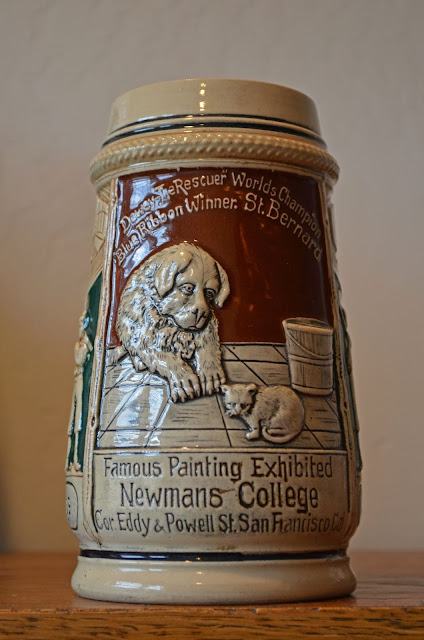 Dewey "The Rescuer" Worlds Champion
Blue Ribbon Winner. St. Bernard
Famous Painting Exhibited
Newmans College
Cor. Eddy & Powell St. San Francisco Cal